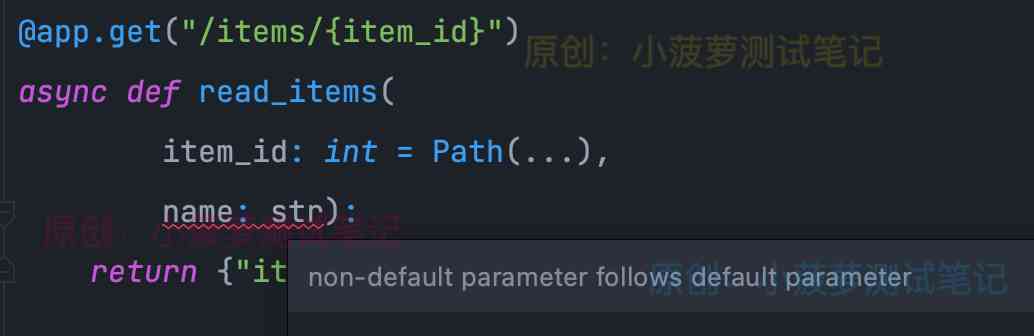 @app.get("/items/{item_id}")
原创：小菠萝测试笔记
async def read_items(
item_id: int = Path(...),
name: str):
原创：小菠萝测试笔记
return {"it
non-default parameter follows default parameter
原创：小菠萝测试笔记